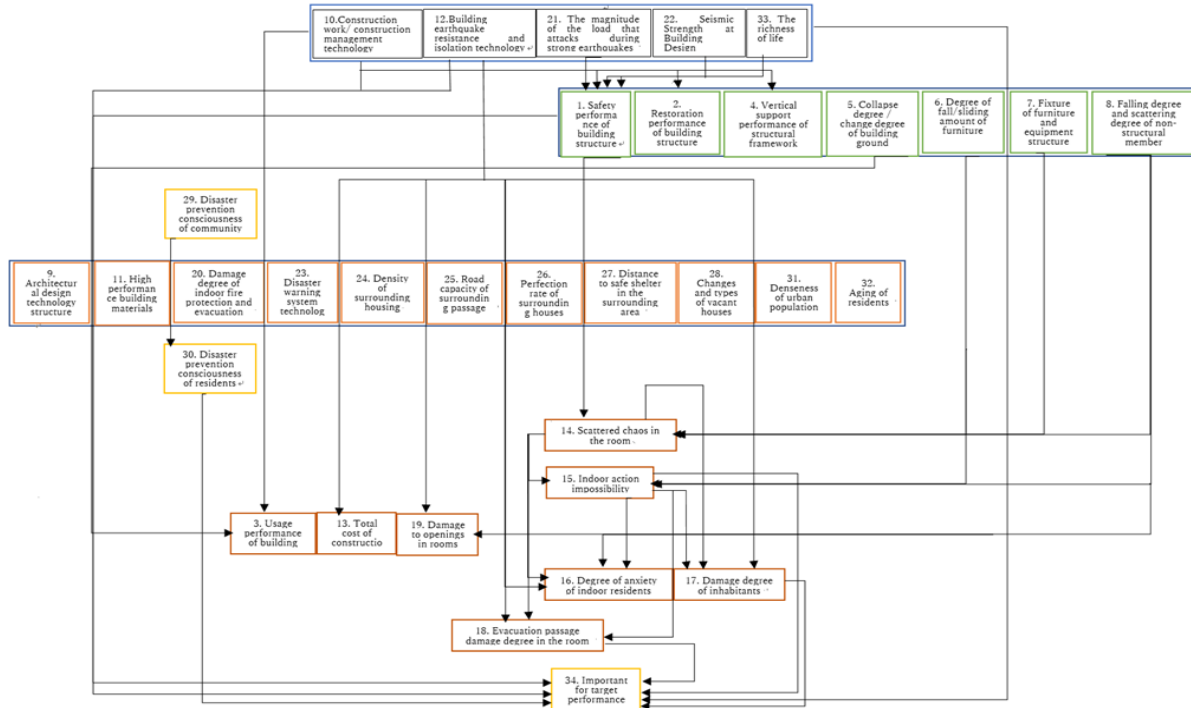 10.Construction
work/ construction
management
technology
12.Building
earthquake
resistance and
isolation technology
21. The magnitude
of the load that
attacks during
strong earthouakes
22. Seismic
Strength at
Building
Design
33. The
richness
of life
1. Safety
performa
nce of
building
structure
2.
Restoration
performance
of building
structure
4. Vertical
support
performance of
structural
framework
5. Collapse
degree /
change degree
of building
ground
6. Degree of
fall/sliding
amount of
furniture
7. Fixture
of furniture
and
equipment
structure
8. Falling degree
and scattering
degree of non-
structural
member
29. Disaster
prevention
consciousness
of community
9.
Architectur
al design
technology
structure
11. High
performan
ce building
materials
20. Damage
degree of
indoor fire
protection and
evacuation
23.
Disaster
warning
system
technolog
24. Density
of
surrounding
housing
25. Road
capacity of
surroundin
g passage
26.
Perfection
rate of
surroundin
g houses
27. Distance
to safe shelter
in the
surrounding
area
28.
Changes
and types
of vacant
houses
31.
Denseness
of urban
population
32.
Aging of
residents
30. Disaster
prevention
consciousness
of residents
14. Scattered chaos in
the room
15. Indoor action
impossibility
3. Usage
performance
of building
13. Total
cost of
constructio
19. Damage
to openings
in rooms
16. Degree of anxiety
of indoor residents
17. Damage degree
of inhabitants
18. Evacuation passage
damage degree in the room
34. Important
for target
performance